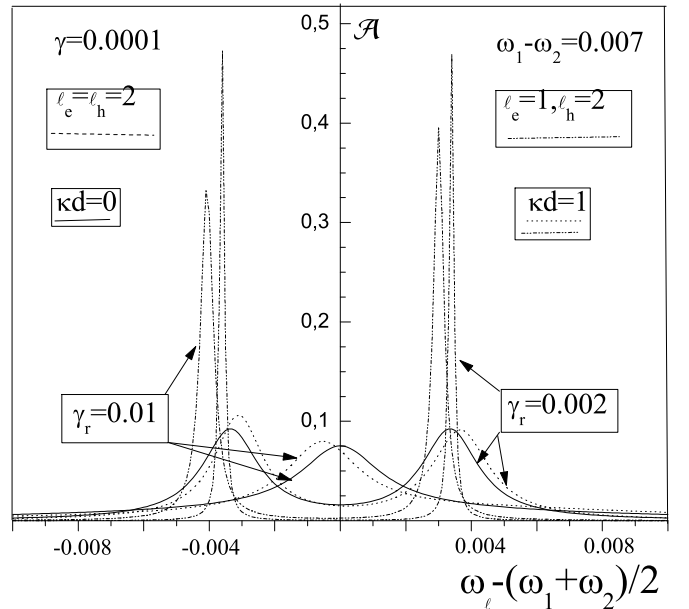 0,5
𝒜
γ=0.0001
ω₁-ω₂=0.007
ℓₑ=ℓₕ=2
ℓₑ=1,ℓₕ=2
0,4
κd=0
κd=1
0,3
0,2
γᵣ=0.01
γᵣ=0.002
0,1
-0.008
-0.004
0.004
0.008
ω_ℓ-(ω₁+ω₂)/2